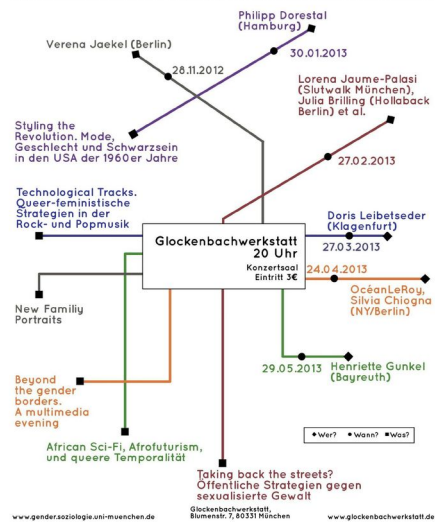 Philipp Dorestal
(Hamburg)
Verena Jaekel (Berlin)
30.01.2013
28.11.2012
Lorena Jaume-Palasi
(Slutwalk München),
Julia Brilling (Hollaback
Berlin) et al.
Styling the
Revolution. Mode,
Geschlecht und Schwarzsein
in den USA der 1960er Jahre
27.02.2013
Technological Tracks.
Queer-feministische
Strategien in der
Rock- und Popmusik
Glockenbachwerkstatt
20 Uhr
Konzertsaal
Eintritt 3€
Doris Leibetseder
(Klagenfurt)
27.03.2013
24.04.2013
OcéanLeRoy,
Silvia Chiogna
(NY/Berlin)
New Familiy
Portraits
29.05.2013
Henriette Gunkel
(Bayreuth)
Beyond
the gender
borders.
A multimedia
evening
African Sci-Fi, Afrofuturism,
und queere Temporalität
Wer? Wann? Was?
Taking back the streets?
Öffentliche Strategien gegen
sexualisierte Gewalt
www.gender.soziologie.uni-muenchen.de
Glockenbachwerkstatt,
Blumenstr. 7, 80331 München
www.glockenbachwerkstatt.de